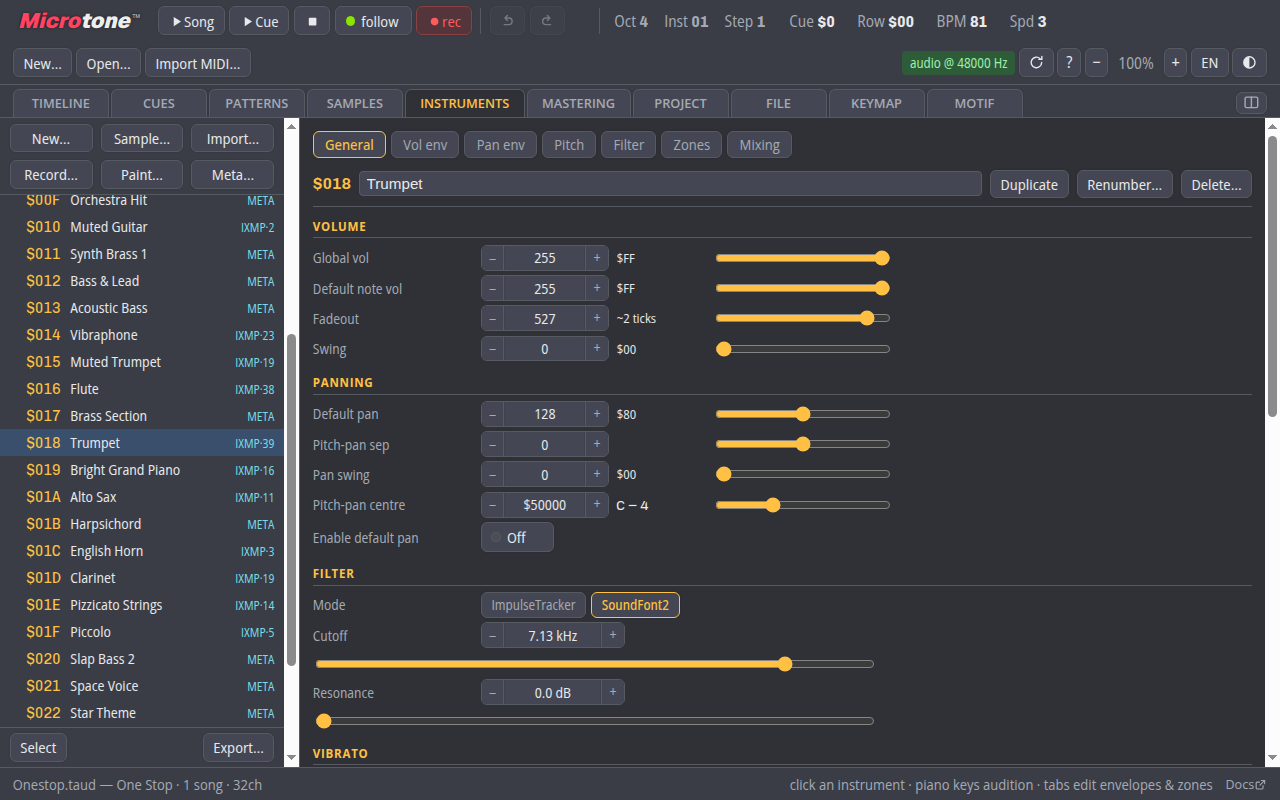 Microtone™ Song Cue follow rec Oct 4 Inst 01 Step 1 Cue $0 Row $00 BPM 81 Spd 3
New... Open... Import MIDI... audio @ 48000 Hz ? − 100% + EN
TIMELINE CUES PATTERNS SAMPLES INSTRUMENTS MASTERING PROJECT FILE KEYMAP MOTIF
New... Sample... Import...
Record... Paint... Meta...
$00F Orchestra Hit META
$010 Muted Guitar IXMP·2
$011 Synth Brass 1 META
$012 Bass & Lead META
$013 Acoustic Bass META
$014 Vibraphone IXMP·23
$015 Muted Trumpet IXMP·19
$016 Flute IXMP·38
$017 Brass Section META
$018 Trumpet IXMP·39
$019 Bright Grand Piano IXMP·16
$01A Alto Sax IXMP·11
$01B Harpsichord META
$01C English Horn IXMP·3
$01D Clarinet IXMP·19
$01E Pizzicato Strings IXMP·14
$01F Piccolo IXMP·5
$020 Slap Bass 2 META
$021 Space Voice META
$022 Star Theme META
Select Export...
General Vol env Pan env Pitch Filter Zones Mixing
$018 Trumpet Duplicate Renumber... Delete...
VOLUME
Global vol − 255 + $FF
Default note vol − 255 + $FF
Fadeout − 527 + ~2 ticks
Swing − 0 + $00
PANNING
Default pan − 128 + $80
Pitch-pan sep − 0 +
Pan swing − 0 + $00
Pitch-pan centre − $50000 + C – 4
Enable default pan Off
FILTER
Mode ImpulseTracker SoundFont2
Cutoff − 7.13 kHz +
Resonance − 0.0 dB +
VIBRATO
Onestop.taud — One Stop · 1 song · 32ch click an instrument · piano keys audition · tabs edit envelopes & zones Docs